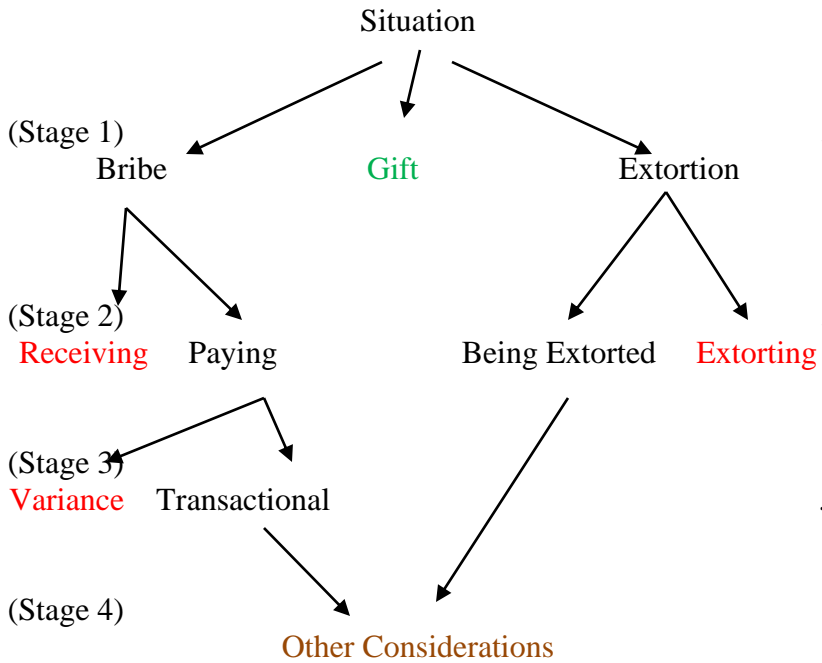 Situation
(Stage 1)
Bribe Gift Extortion
(Stage 2)
Receiving Paying Being Extorted Extorting
(Stage 3)
Variance Transactional .
(Stage 4)
Other Considerations